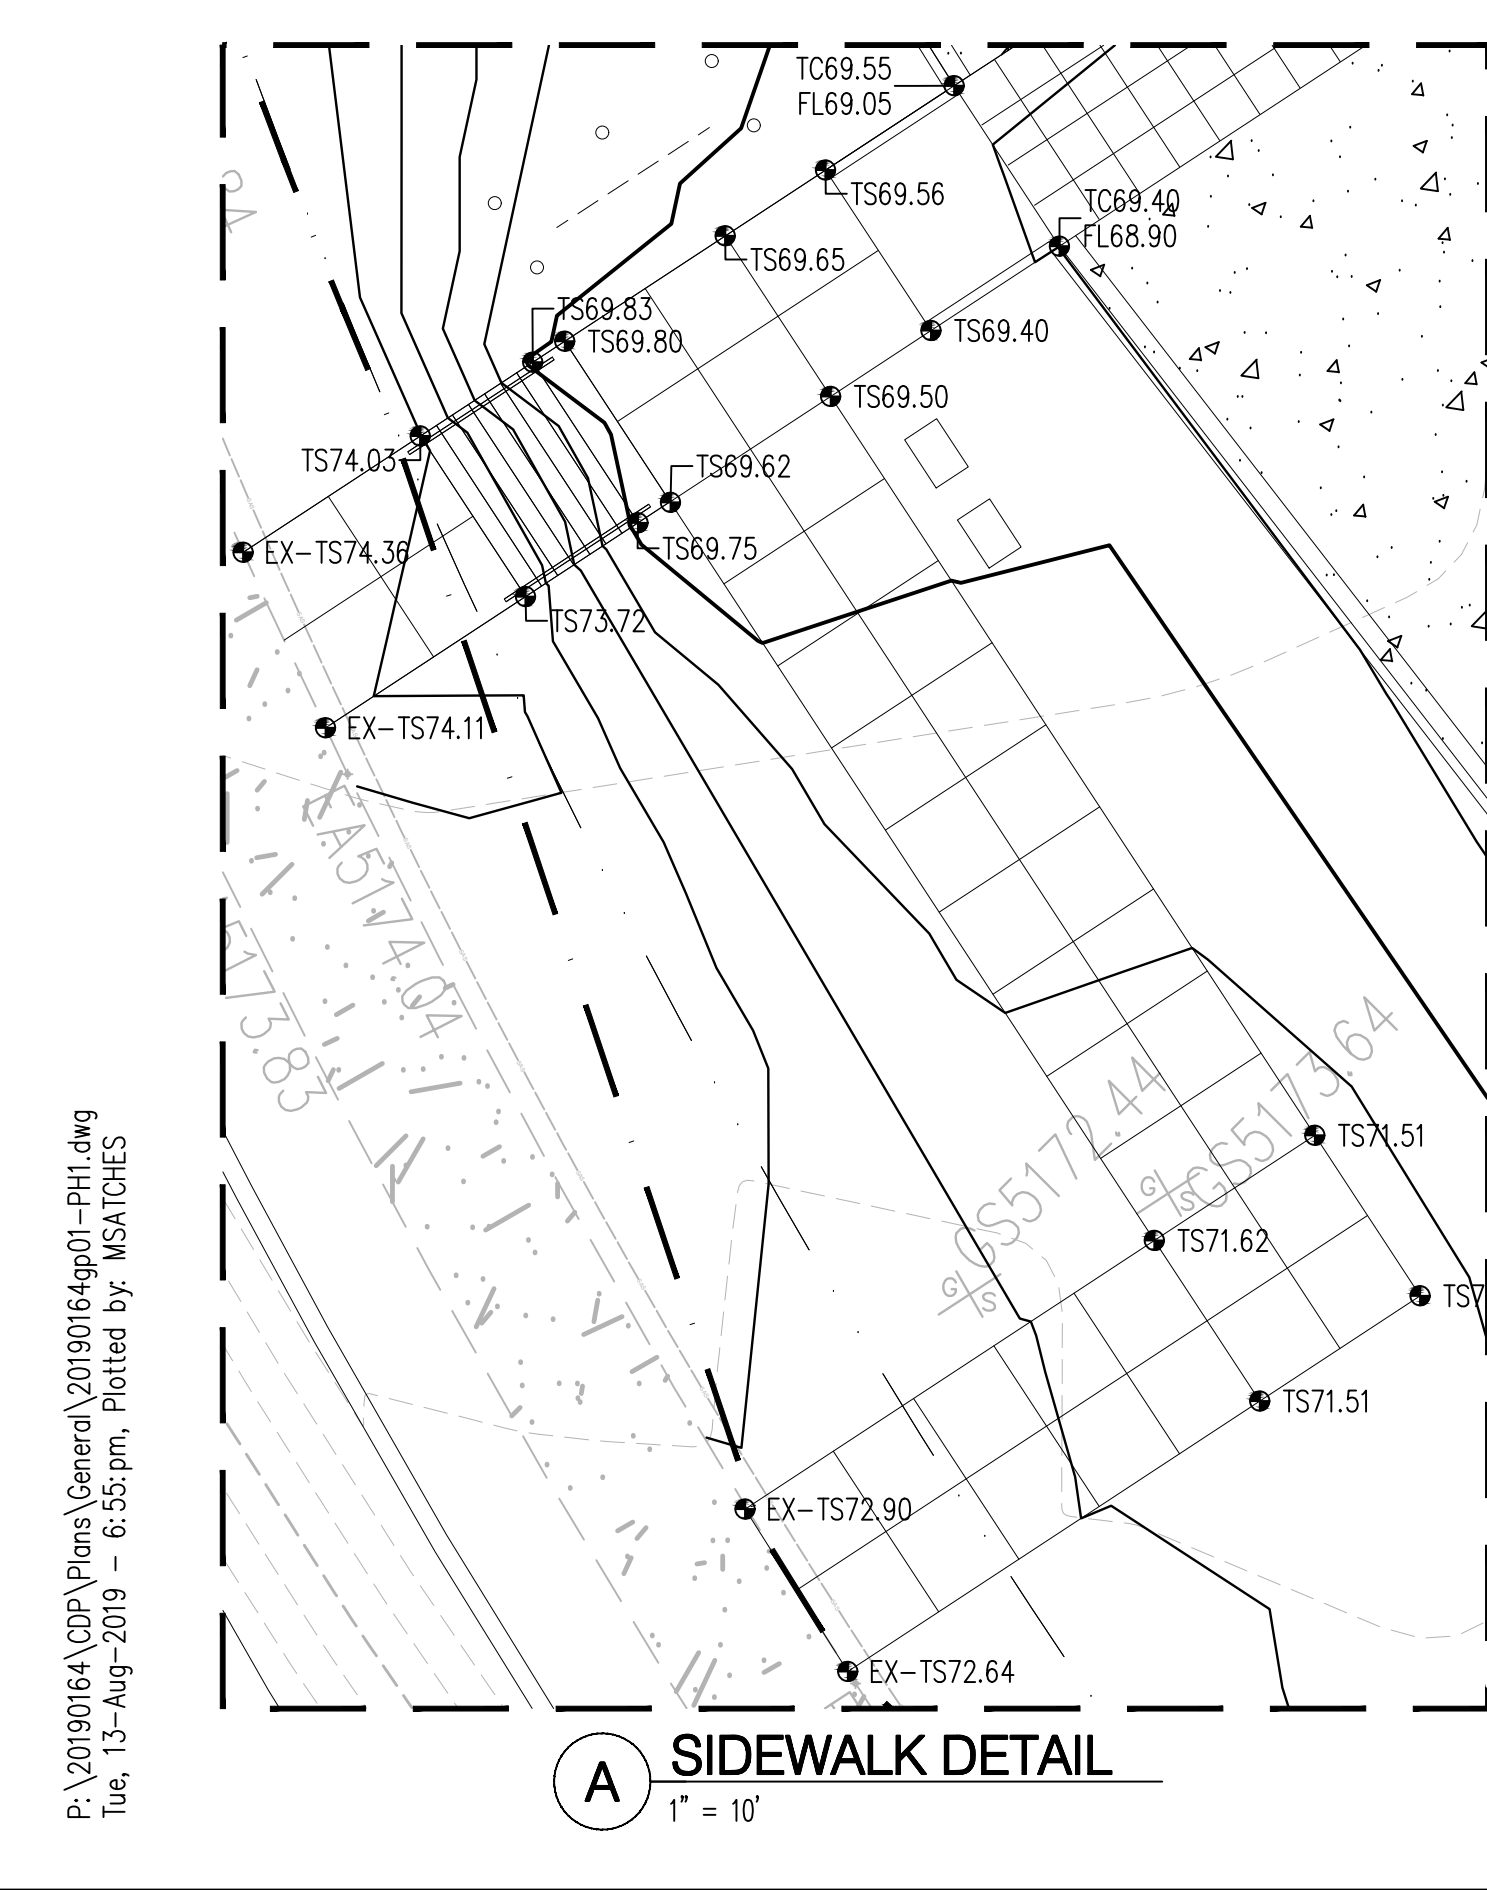 TC69.55
FL69.05
TS69.56
TC69.40
FL68.90
TS69.65
TS69.83
TS69.80
TS69.40
TS69.50
TS74.03
TS69.62
EX-TS74.36
TS69.75
TS73.72
EX-TS74.11
TA5174.04
5173.83
GS5172.44
GS5173.64
G
S
G
S
TS71.51
TS71.62
TS7
TS71.51
EX-TS72.90
EX-TS72.64
A
SIDEWALK DETAIL
1" = 10'
P:\20190164\CDP\Plans\General\20190164gp01-PH1.dwg
Tue, 13-Aug-2019 - 6:55:pm, Plotted by: MSATCHES